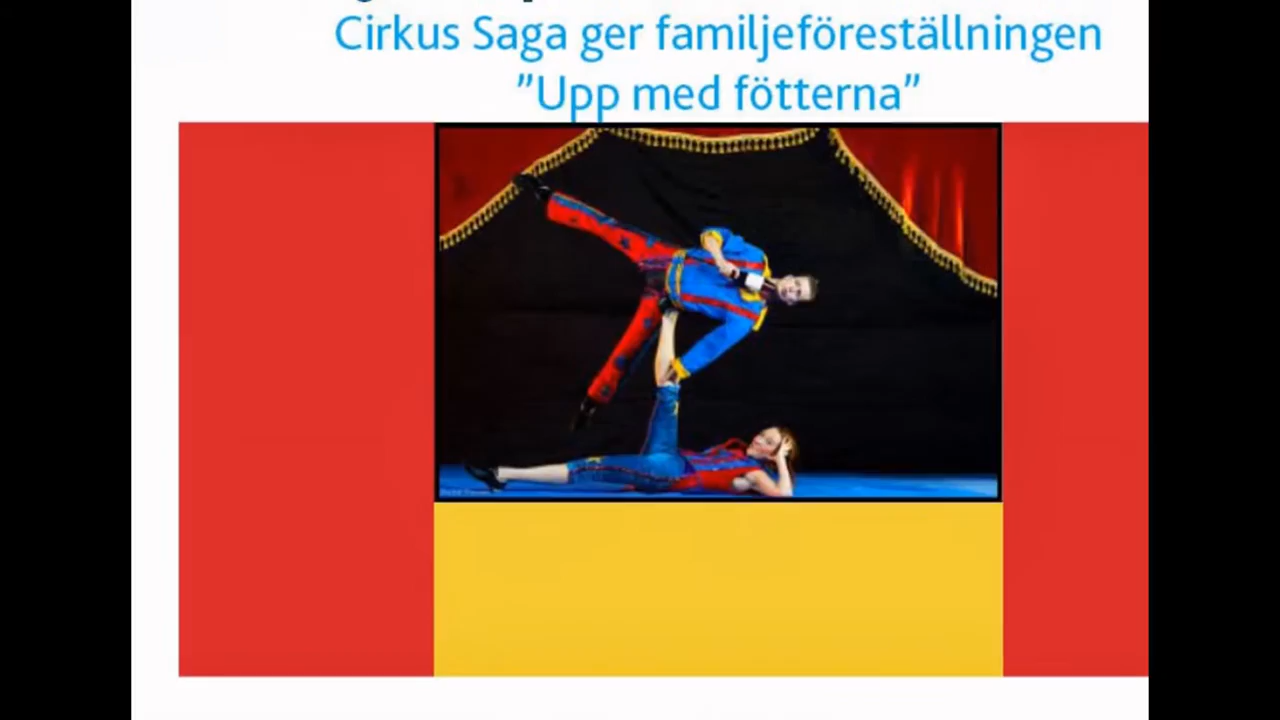 Cirkus Saga ger familjeföreställningen
”Upp med fötterna”